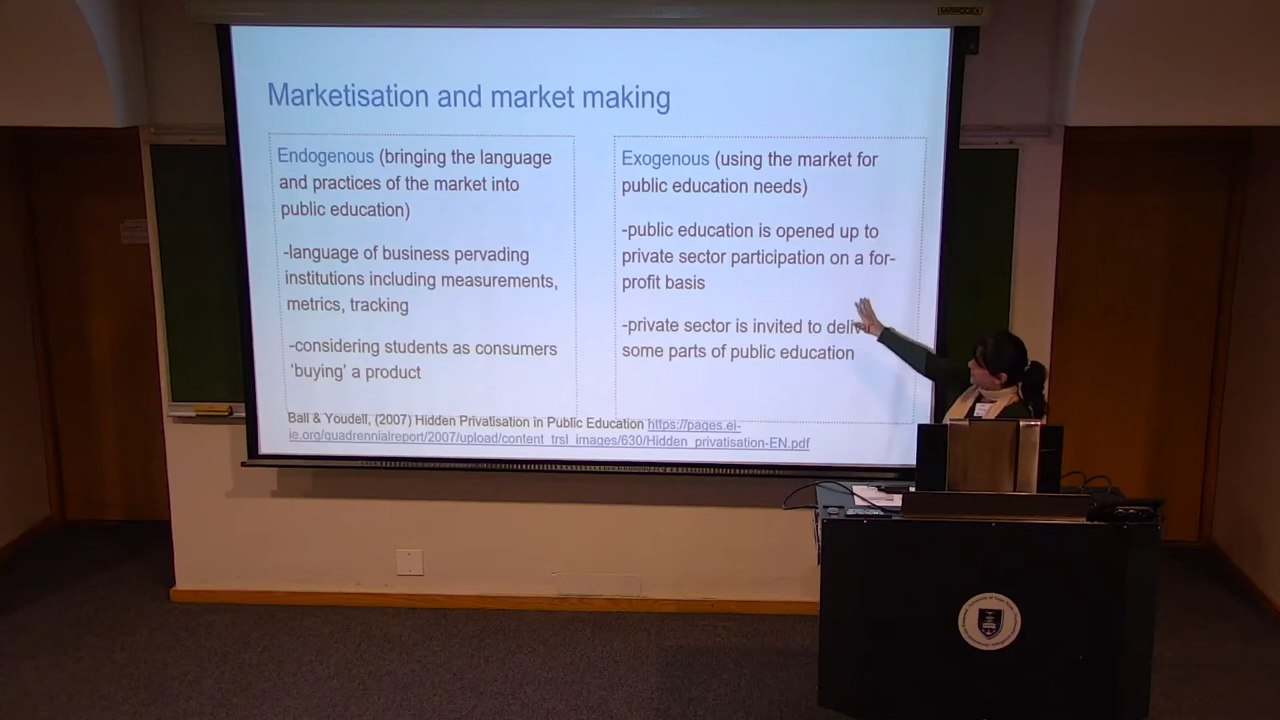 Marketisation and market making
Endogenous (bringing the language
and practices of the market into
public education)
-language of business pervading
institutions including measurements,
metrics, tracking
-considering students as consumers
'buying' a product
Exogenous (using the market for
public education needs)
-public education is opened up to
private sector participation on a for-
profit basis
-private sector is invited to deliver
some parts of public education
Ball & Youdell, (2007) Hidden Privatisation in Public Education https://pages.ei-
ie.org/quadrennialreport/2007/upload/content_trsl_images/630/Hidden_privatisation-EN.pdf